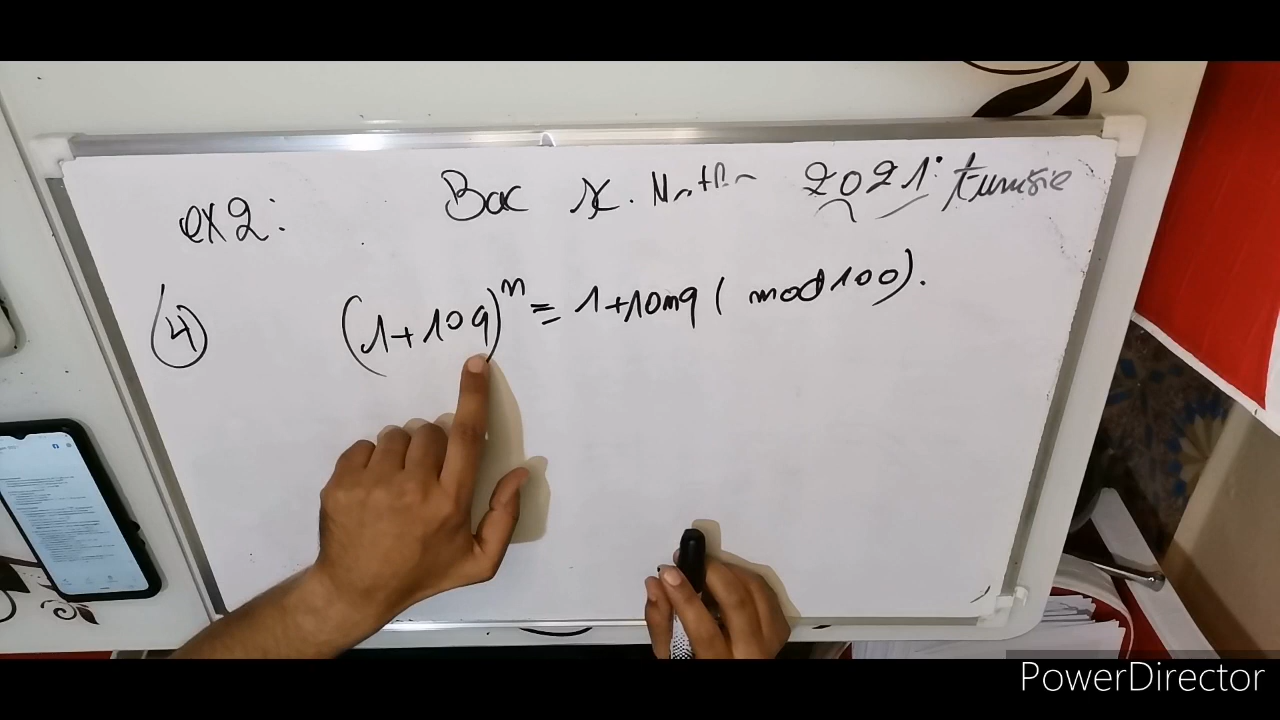 ex2: Bac 2021: tunisie
(4) (1+10q)^n ≡ 1+10nq ( mod 100).
PowerDirector